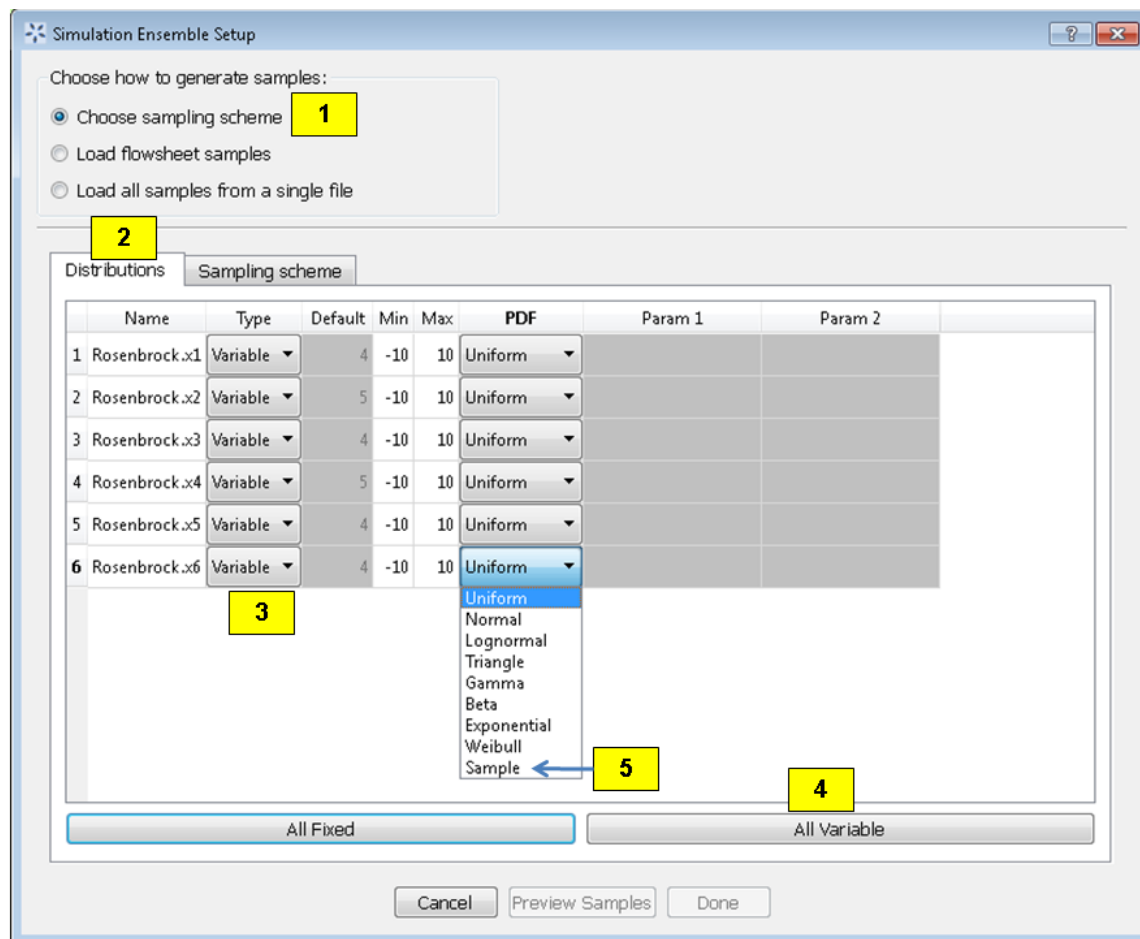 Simulation Ensemble Setup
?
Choose how to generate samples:
Choose sampling scheme 1
Load flowsheet samples
Load all samples from a single file
2
Distributions Sampling scheme
Name Type Default Min Max PDF Param 1 Param 2
1 Rosenbrock.x1 Variable 4 -10 10 Uniform
2 Rosenbrock.x2 Variable 5 -10 10 Uniform
3 Rosenbrock.x3 Variable 4 -10 10 Uniform
4 Rosenbrock.x4 Variable 5 -10 10 Uniform
5 Rosenbrock.x5 Variable 4 -10 10 Uniform
6 Rosenbrock.x6 Variable 4 -10 10 Uniform
3
Uniform
Normal
Lognormal
Triangle
Gamma
Beta
Exponential
Weibull
Sample 5
4
All Fixed All Variable
Cancel Preview Samples Done